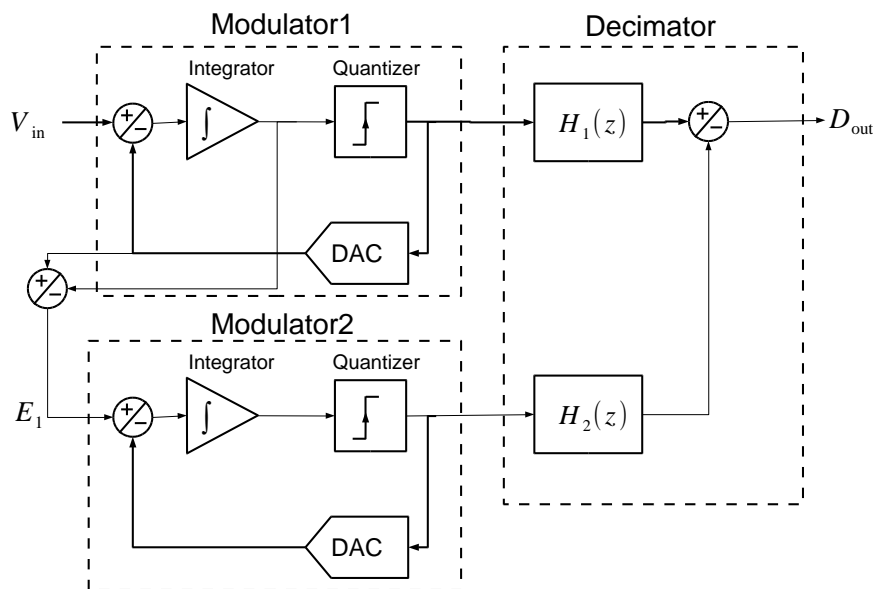 Modulator1
Decimator
Integrator
Quantizer
V_in
+
−
∫
H_1(z)
+
−
D_out
DAC
+
−
Modulator2
Integrator
Quantizer
E_1
+
−
∫
H_2(z)
DAC